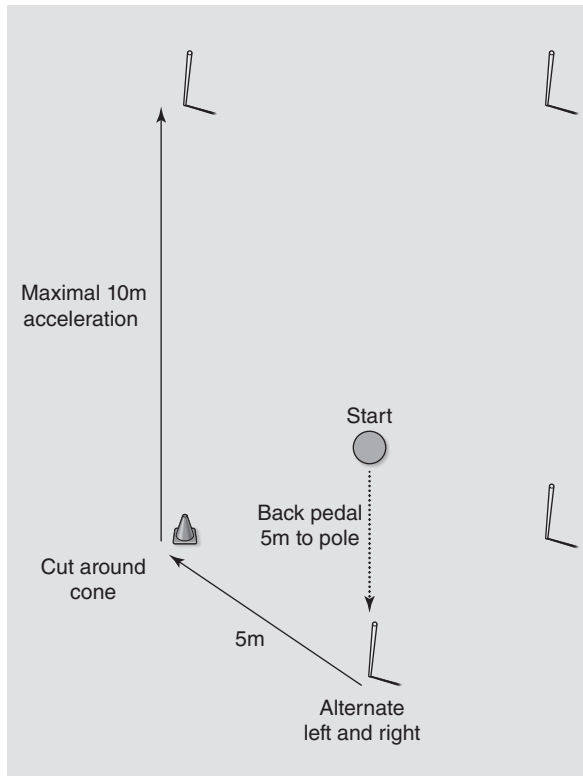 Maximal 10m
acceleration
Start
Back pedal
5m to pole
Cut around
cone
5m
Alternate
left and right